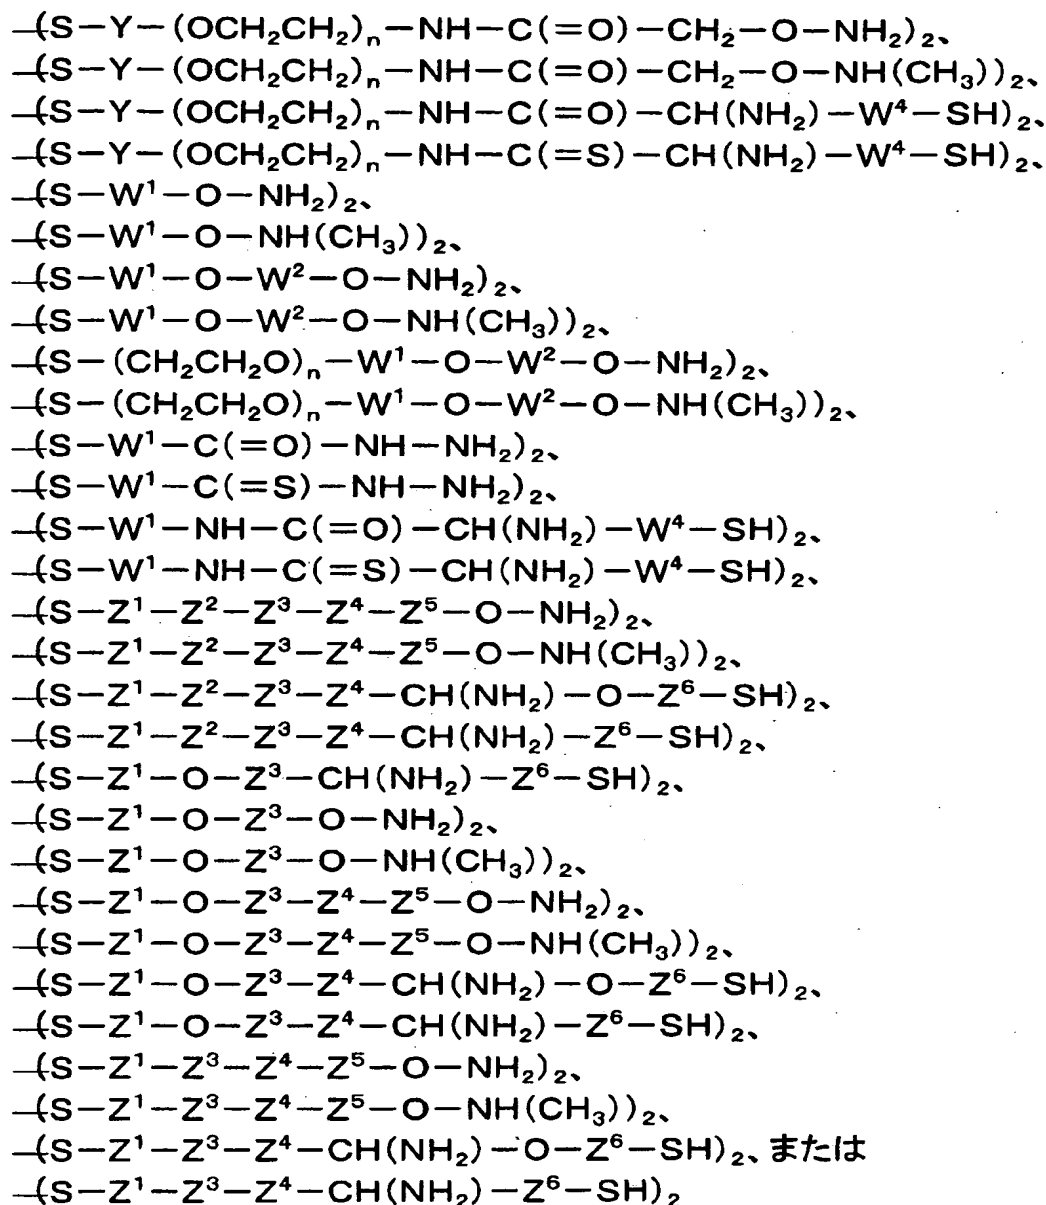 -(S-Y-(OCH₂CH₂)ₙ-NH-C(=O)-CH₂-O-NH₂)₂、
-(S-Y-(OCH₂CH₂)ₙ-NH-C(=O)-CH₂-O-NH(CH₃))₂、
-(S-Y-(OCH₂CH₂)ₙ-NH-C(=O)-CH(NH₂)-W⁴-SH)₂、
-(S-Y-(OCH₂CH₂)ₙ-NH-C(=S)-CH(NH₂)-W⁴-SH)₂、
-(S-W¹-O-NH₂)₂、
-(S-W¹-O-NH(CH₃))₂、
-(S-W¹-O-W²-O-NH₂)₂、
-(S-W¹-O-W²-O-NH(CH₃))₂、
-(S-(CH₂CH₂O)ₙ-W¹-O-W²-O-NH₂)₂、
-(S-(CH₂CH₂O)ₙ-W¹-O-W²-O-NH(CH₃))₂、
-(S-W¹-C(=O)-NH-NH₂)₂、
-(S-W¹-C(=S)-NH-NH₂)₂、
-(S-W¹-NH-C(=O)-CH(NH₂)-W⁴-SH)₂、
-(S-W¹-NH-C(=S)-CH(NH₂)-W⁴-SH)₂、
-(S-Z¹-Z²-Z³-Z⁴-Z⁵-O-NH₂)₂、
-(S-Z¹-Z²-Z³-Z⁴-Z⁵-O-NH(CH₃))₂、
-(S-Z¹-Z²-Z³-Z⁴-CH(NH₂)-O-Z⁶-SH)₂、
-(S-Z¹-Z²-Z³-Z⁴-CH(NH₂)-Z⁶-SH)₂、
-(S-Z¹-O-Z³-CH(NH₂)-Z⁶-SH)₂、
-(S-Z¹-O-Z³-O-NH₂)₂、
-(S-Z¹-O-Z³-O-NH(CH₃))₂、
-(S-Z¹-O-Z³-Z⁴-Z⁵-O-NH₂)₂、
-(S-Z¹-O-Z³-Z⁴-Z⁵-O-NH(CH₃))₂、
-(S-Z¹-O-Z³-Z⁴-CH(NH₂)-O-Z⁶-SH)₂、
-(S-Z¹-O-Z³-Z⁴-CH(NH₂)-Z⁶-SH)₂、
-(S-Z¹-Z³-Z⁴-Z⁵-O-NH₂)₂、
-(S-Z¹-Z³-Z⁴-Z⁵-O-NH(CH₃))₂、
-(S-Z¹-Z³-Z⁴-CH(NH₂)-O-Z⁶-SH)₂、または
-(S-Z¹-Z³-Z⁴-CH(NH₂)-Z⁶-SH)₂